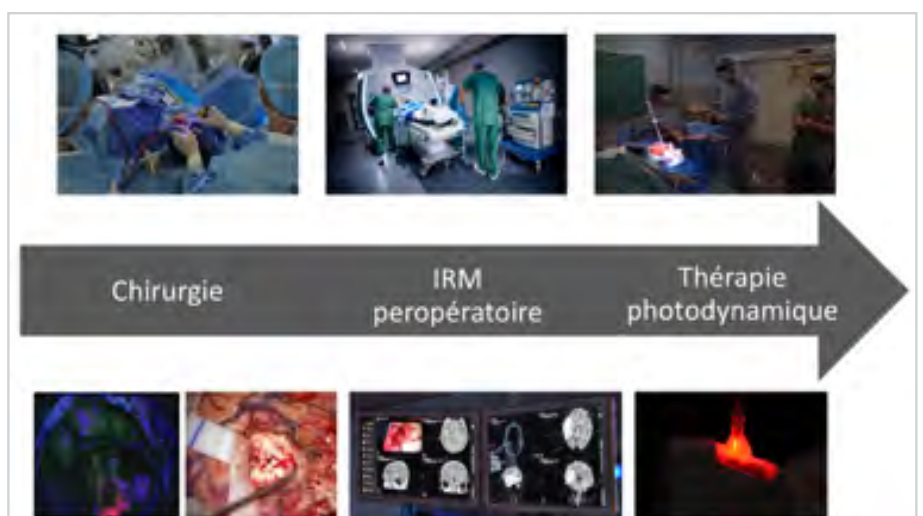 Chirurgie
IRM
peropératoire
Thérapie
photodynamique